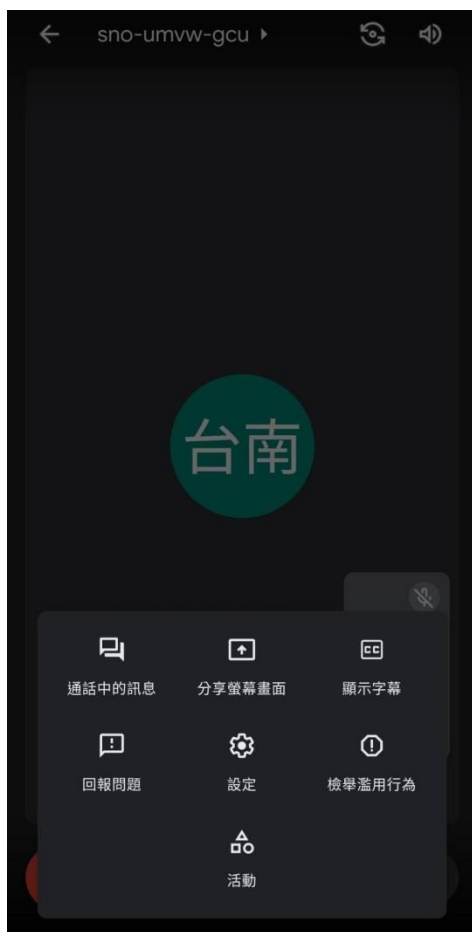 sno-umvw-gcu
台南
通話中的訊息
分享螢幕畫面
CC
顯示字幕
回報問題
設定
檢舉濫用行為
活動